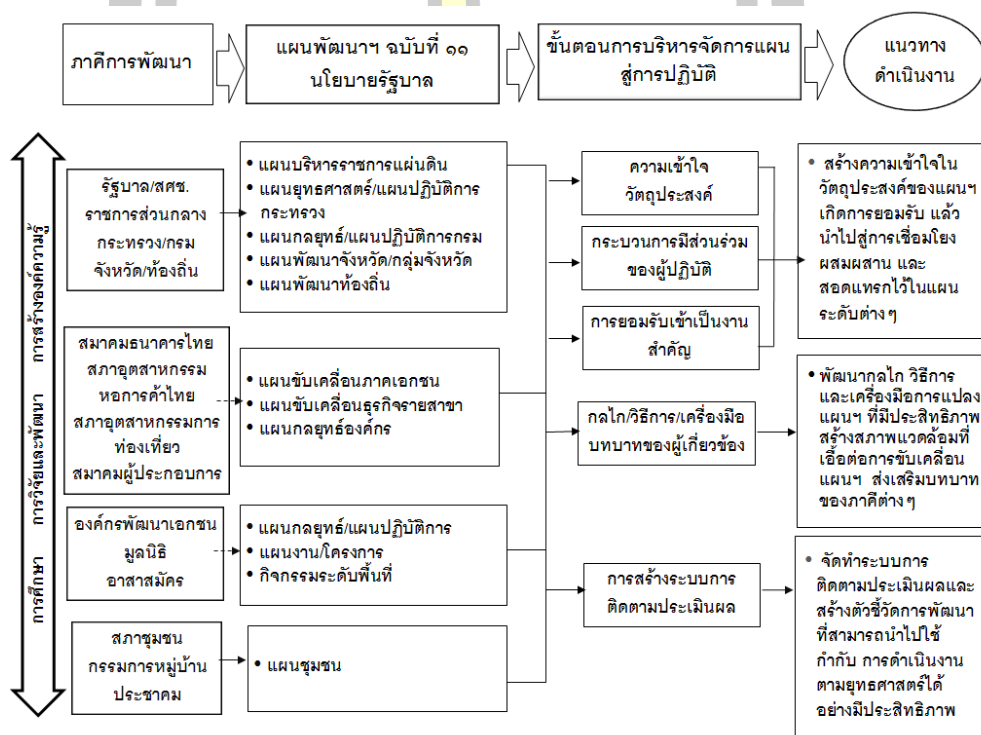 ภาคีการพัฒนา
แผนพัฒนาฯ ฉบับที่ ๑๑
นโยบายรัฐบาล
ขั้นตอนการบริหารจัดการแผน
สู่การปฏิบัติ
แนวทาง
ดำเนินงาน
การศึกษา การวิจัยและพัฒนา การสร้างองค์ความรู้
รัฐบาล/สศช.
ราชการส่วนกลาง
กระทรวง/กรม
จังหวัด/ท้องถิ่น
• แผนบริหารราชการแผ่นดิน
• แผนยุทธศาสตร์/แผนปฏิบัติการ
กระทรวง
• แผนกลยุทธ์/แผนปฏิบัติการกรม
• แผนพัฒนาจังหวัด/กลุ่มจังหวัด
• แผนพัฒนาท้องถิ่น
สมาคมธนาคารไทย
สภาอุตสาหกรรม
หอการค้าไทย
สภาอุตสาหกรรมการ
ท่องเที่ยว
สมาคมผู้ประกอบการ
• แผนขับเคลื่อนภาคเอกชน
• แผนขับเคลื่อนธุรกิจรายสาขา
• แผนกลยุทธ์องค์กร
องค์กรพัฒนาเอกชน
มูลนิธิ
อาสาสมัคร
• แผนกลยุทธ์/แผนปฏิบัติการ
• แผนงาน/โครงการ
• กิจกรรมระดับพื้นที่
สภาชุมชน
กรรมการหมู่บ้าน
ประชาคม
• แผนชุมชน
ความเข้าใจ
วัตถุประสงค์
กระบวนการมีส่วนร่วม
ของผู้ปฏิบัติ
การยอมรับเข้าเป็นงาน
สำคัญ
กลไก/วิธีการ/เครื่องมือ
บทบาทของผู้เกี่ยวข้อง
การสร้างระบบการ
ติดตามประเมินผล
• สร้างความเข้าใจใน
วัตถุประสงค์ของแผนฯ
เกิดการยอมรับ แล้ว
นำไปสู่การเชื่อมโยง
ผสมผสาน และ
สอดแทรกไว้ในแผน
ระดับต่างๆ
• พัฒนากลไก วิธีการ
และเครื่องมือการแปลง
แผนฯ ที่มีประสิทธิภาพ
สร้างสภาพแวดล้อมที่
เอื้อต่อการขับเคลื่อน
แผนฯ ส่งเสริมบทบาท
ของภาคีต่างๆ
• จัดทำระบบการ
ติดตามประเมินผลและ
สร้างตัวชี้วัดการพัฒนา
ที่สามารถนำไปใช้
กำกับ การดำเนินงาน
ตามยุทธศาสตร์ได้
อย่างมีประสิทธิภาพ